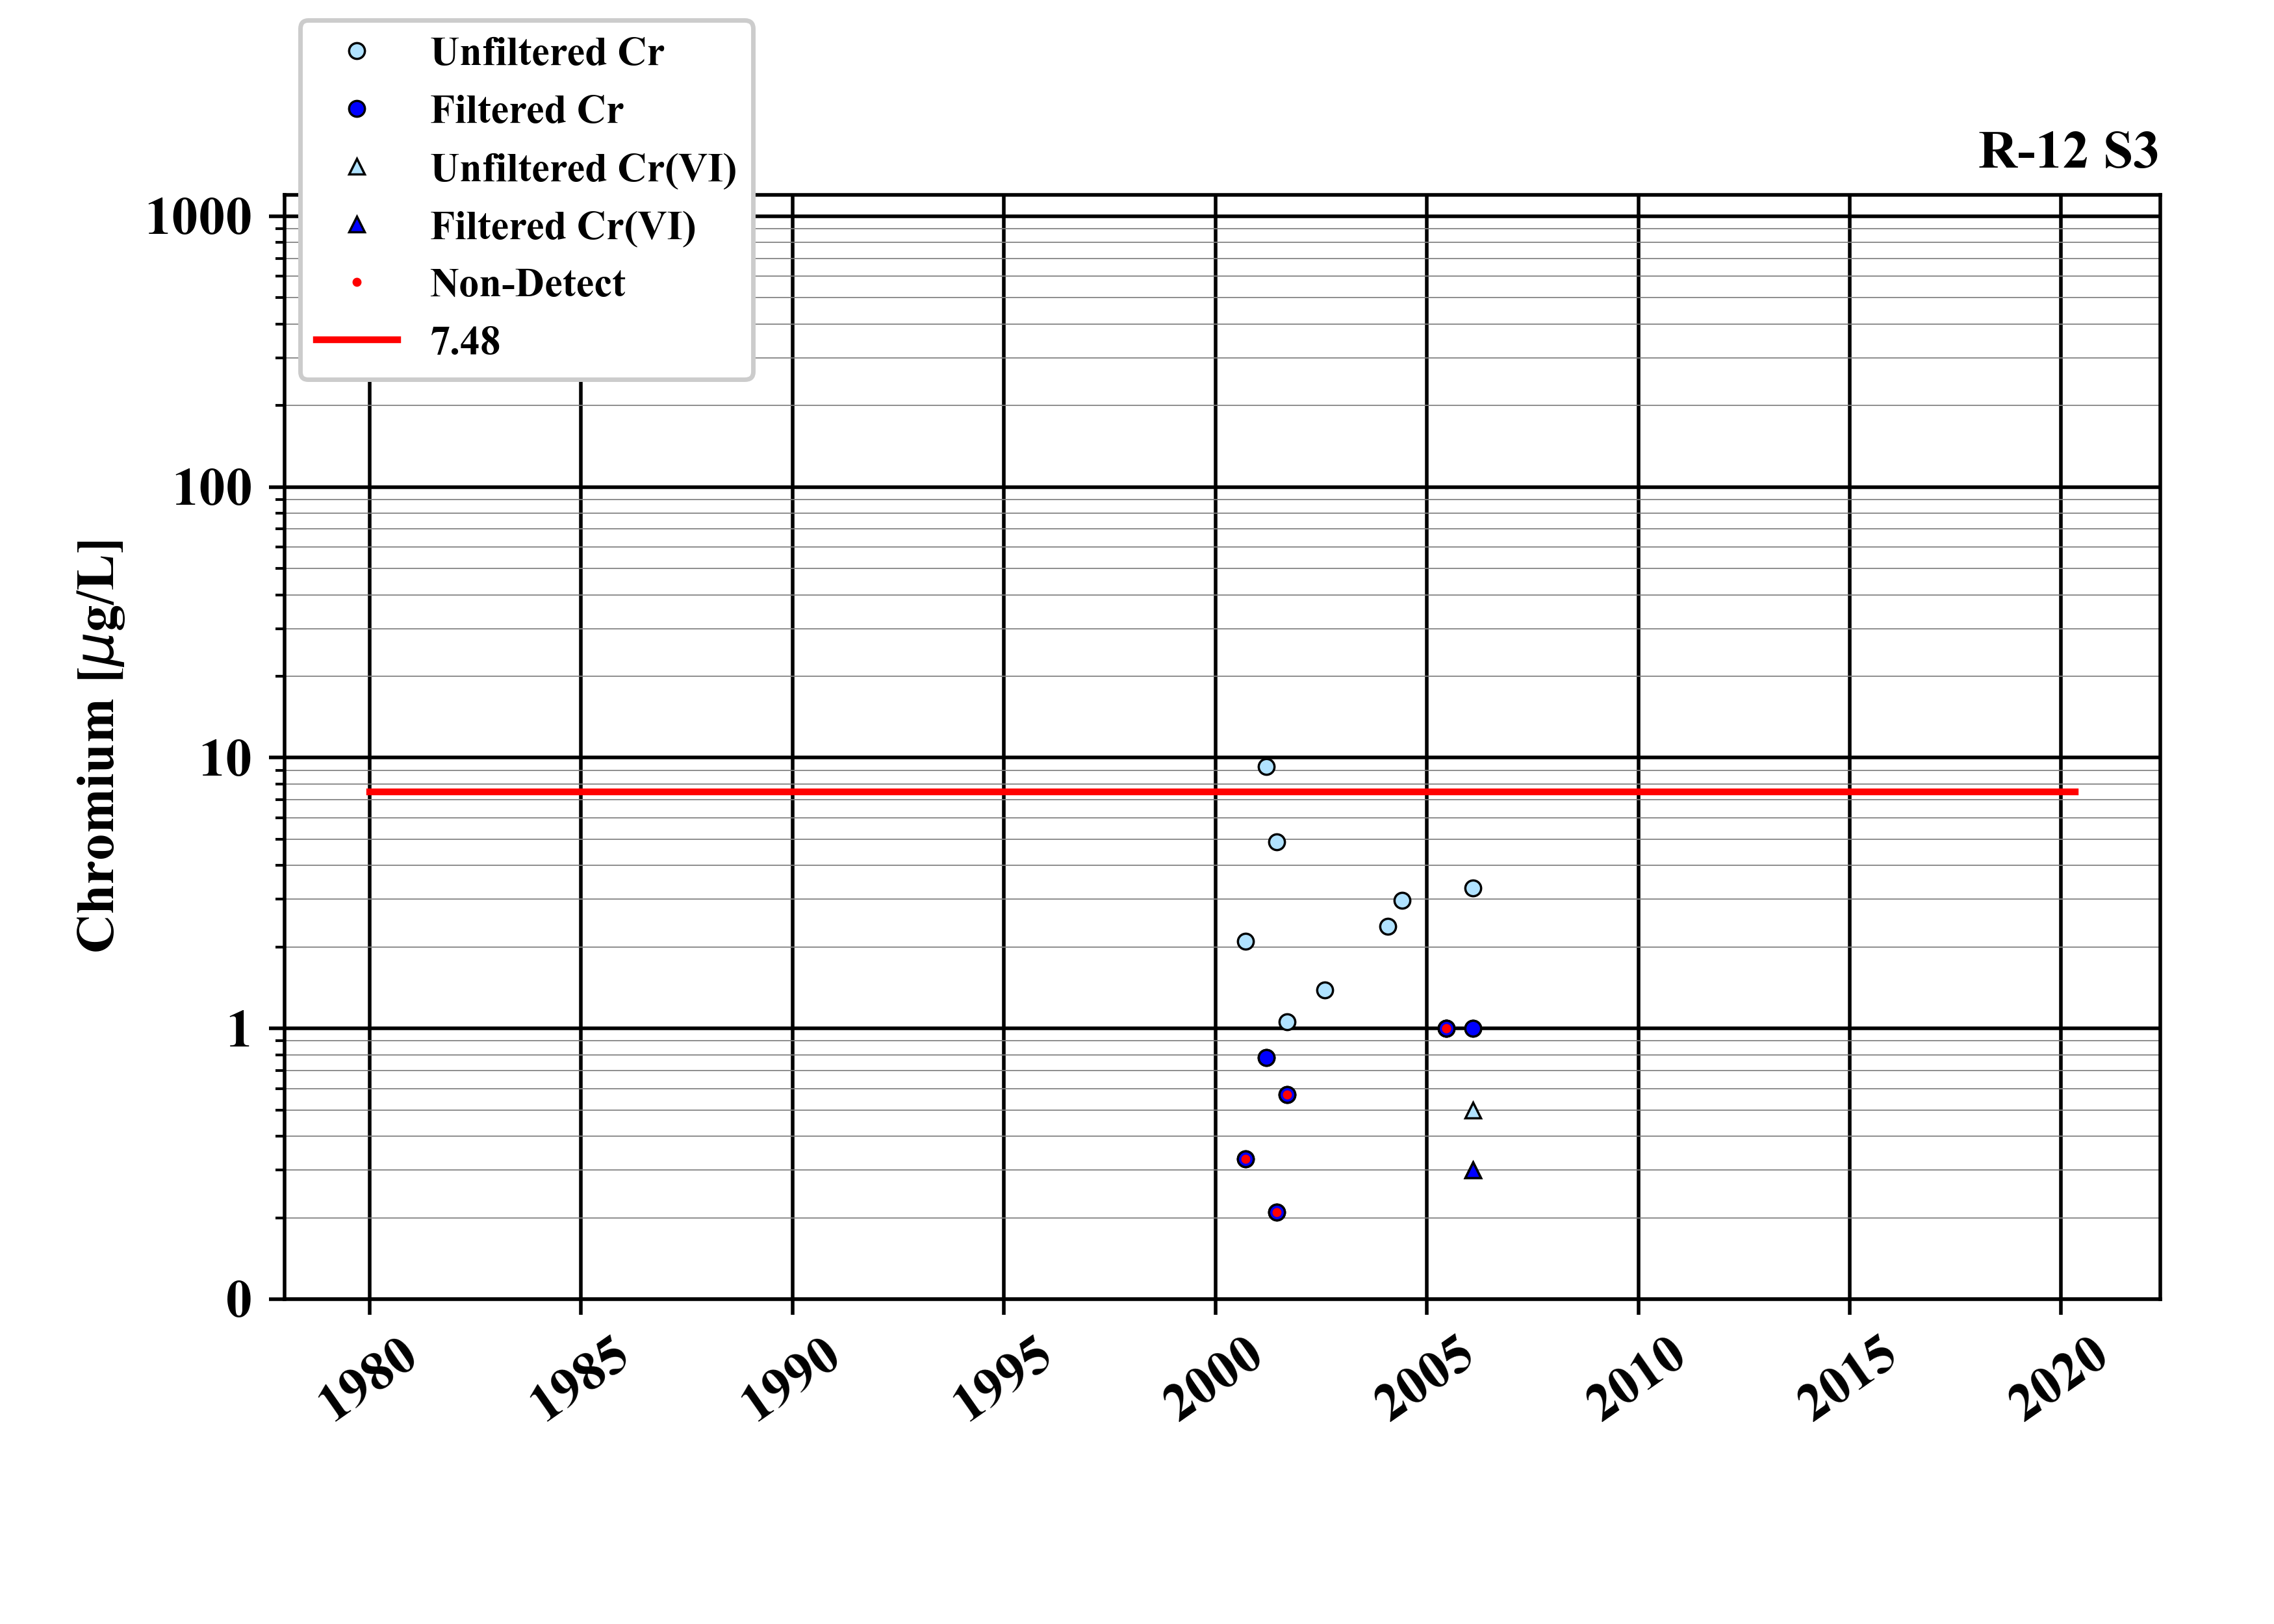 Unfiltered Cr
Filtered Cr
Unfiltered Cr(VI)
Filtered Cr(VI)
Non-Detect
7.48
R-12 S3
1000
100
10
1
0
Chromium [μg/L]
1980
1985
1990
1995
2000
2005
2010
2015
2020